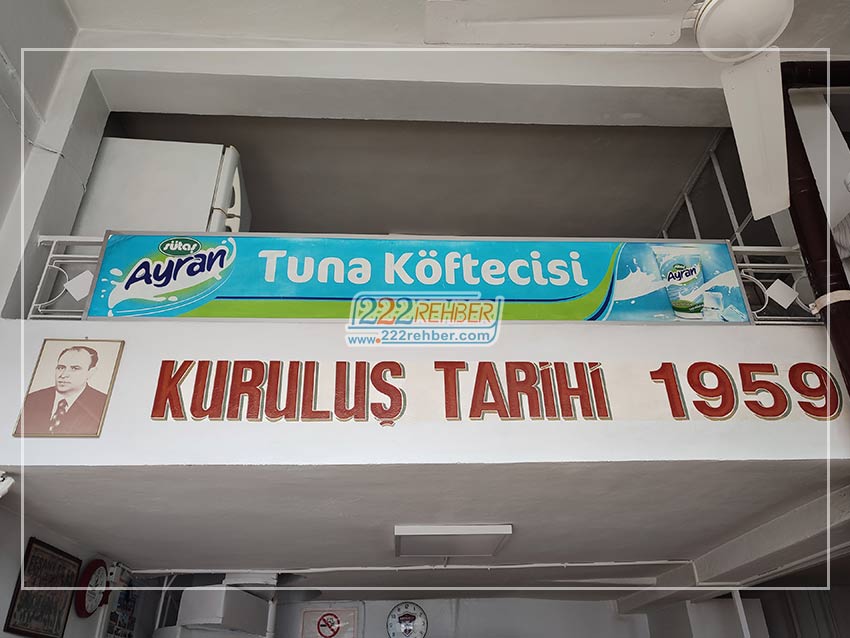 sütaş
Ayran
Tuna Köftecisi
Ayran
222REHBER
www.222rehber.com
KURULUŞ TARİHİ 1959